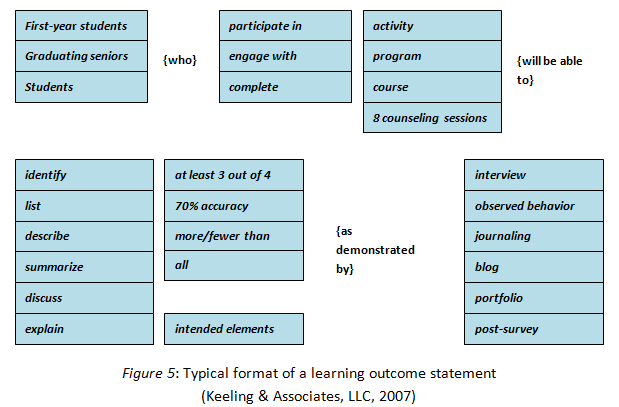 First-year students
Graduating seniors
Students
{who}
participate in
engage with
complete
activity
program
course
8 counseling sessions
{will be able
to}
identify
list
describe
summarize
discuss
explain
at least 3 out of 4
70% accuracy
more/fewer than
all
intended elements
{as
demonstrated
by}
interview
observed behavior
journaling
blog
portfolio
post-survey
Figure 5: Typical format of a learning outcome statement
(Keeling & Associates, LLC, 2007)